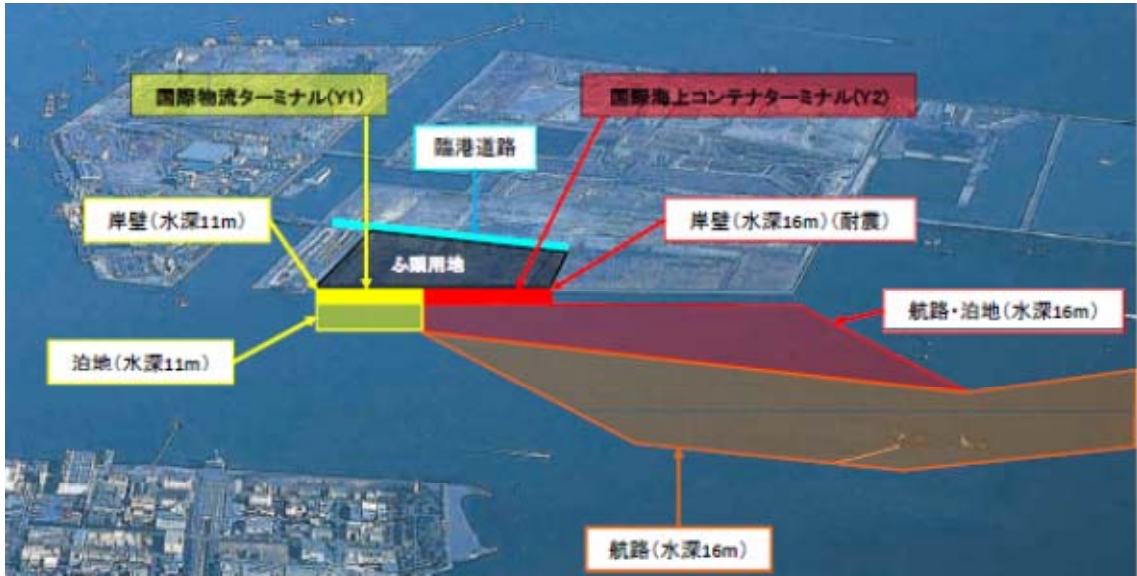 国際物流ターミナル(Y1)
国際海上コンテナターミナル(Y2)
臨港道路
岸壁(水深11m)
岸壁(水深16m)(耐震)
ふ頭用地
航路・泊地(水深16m)
泊地(水深11m)
航路(水深16m)